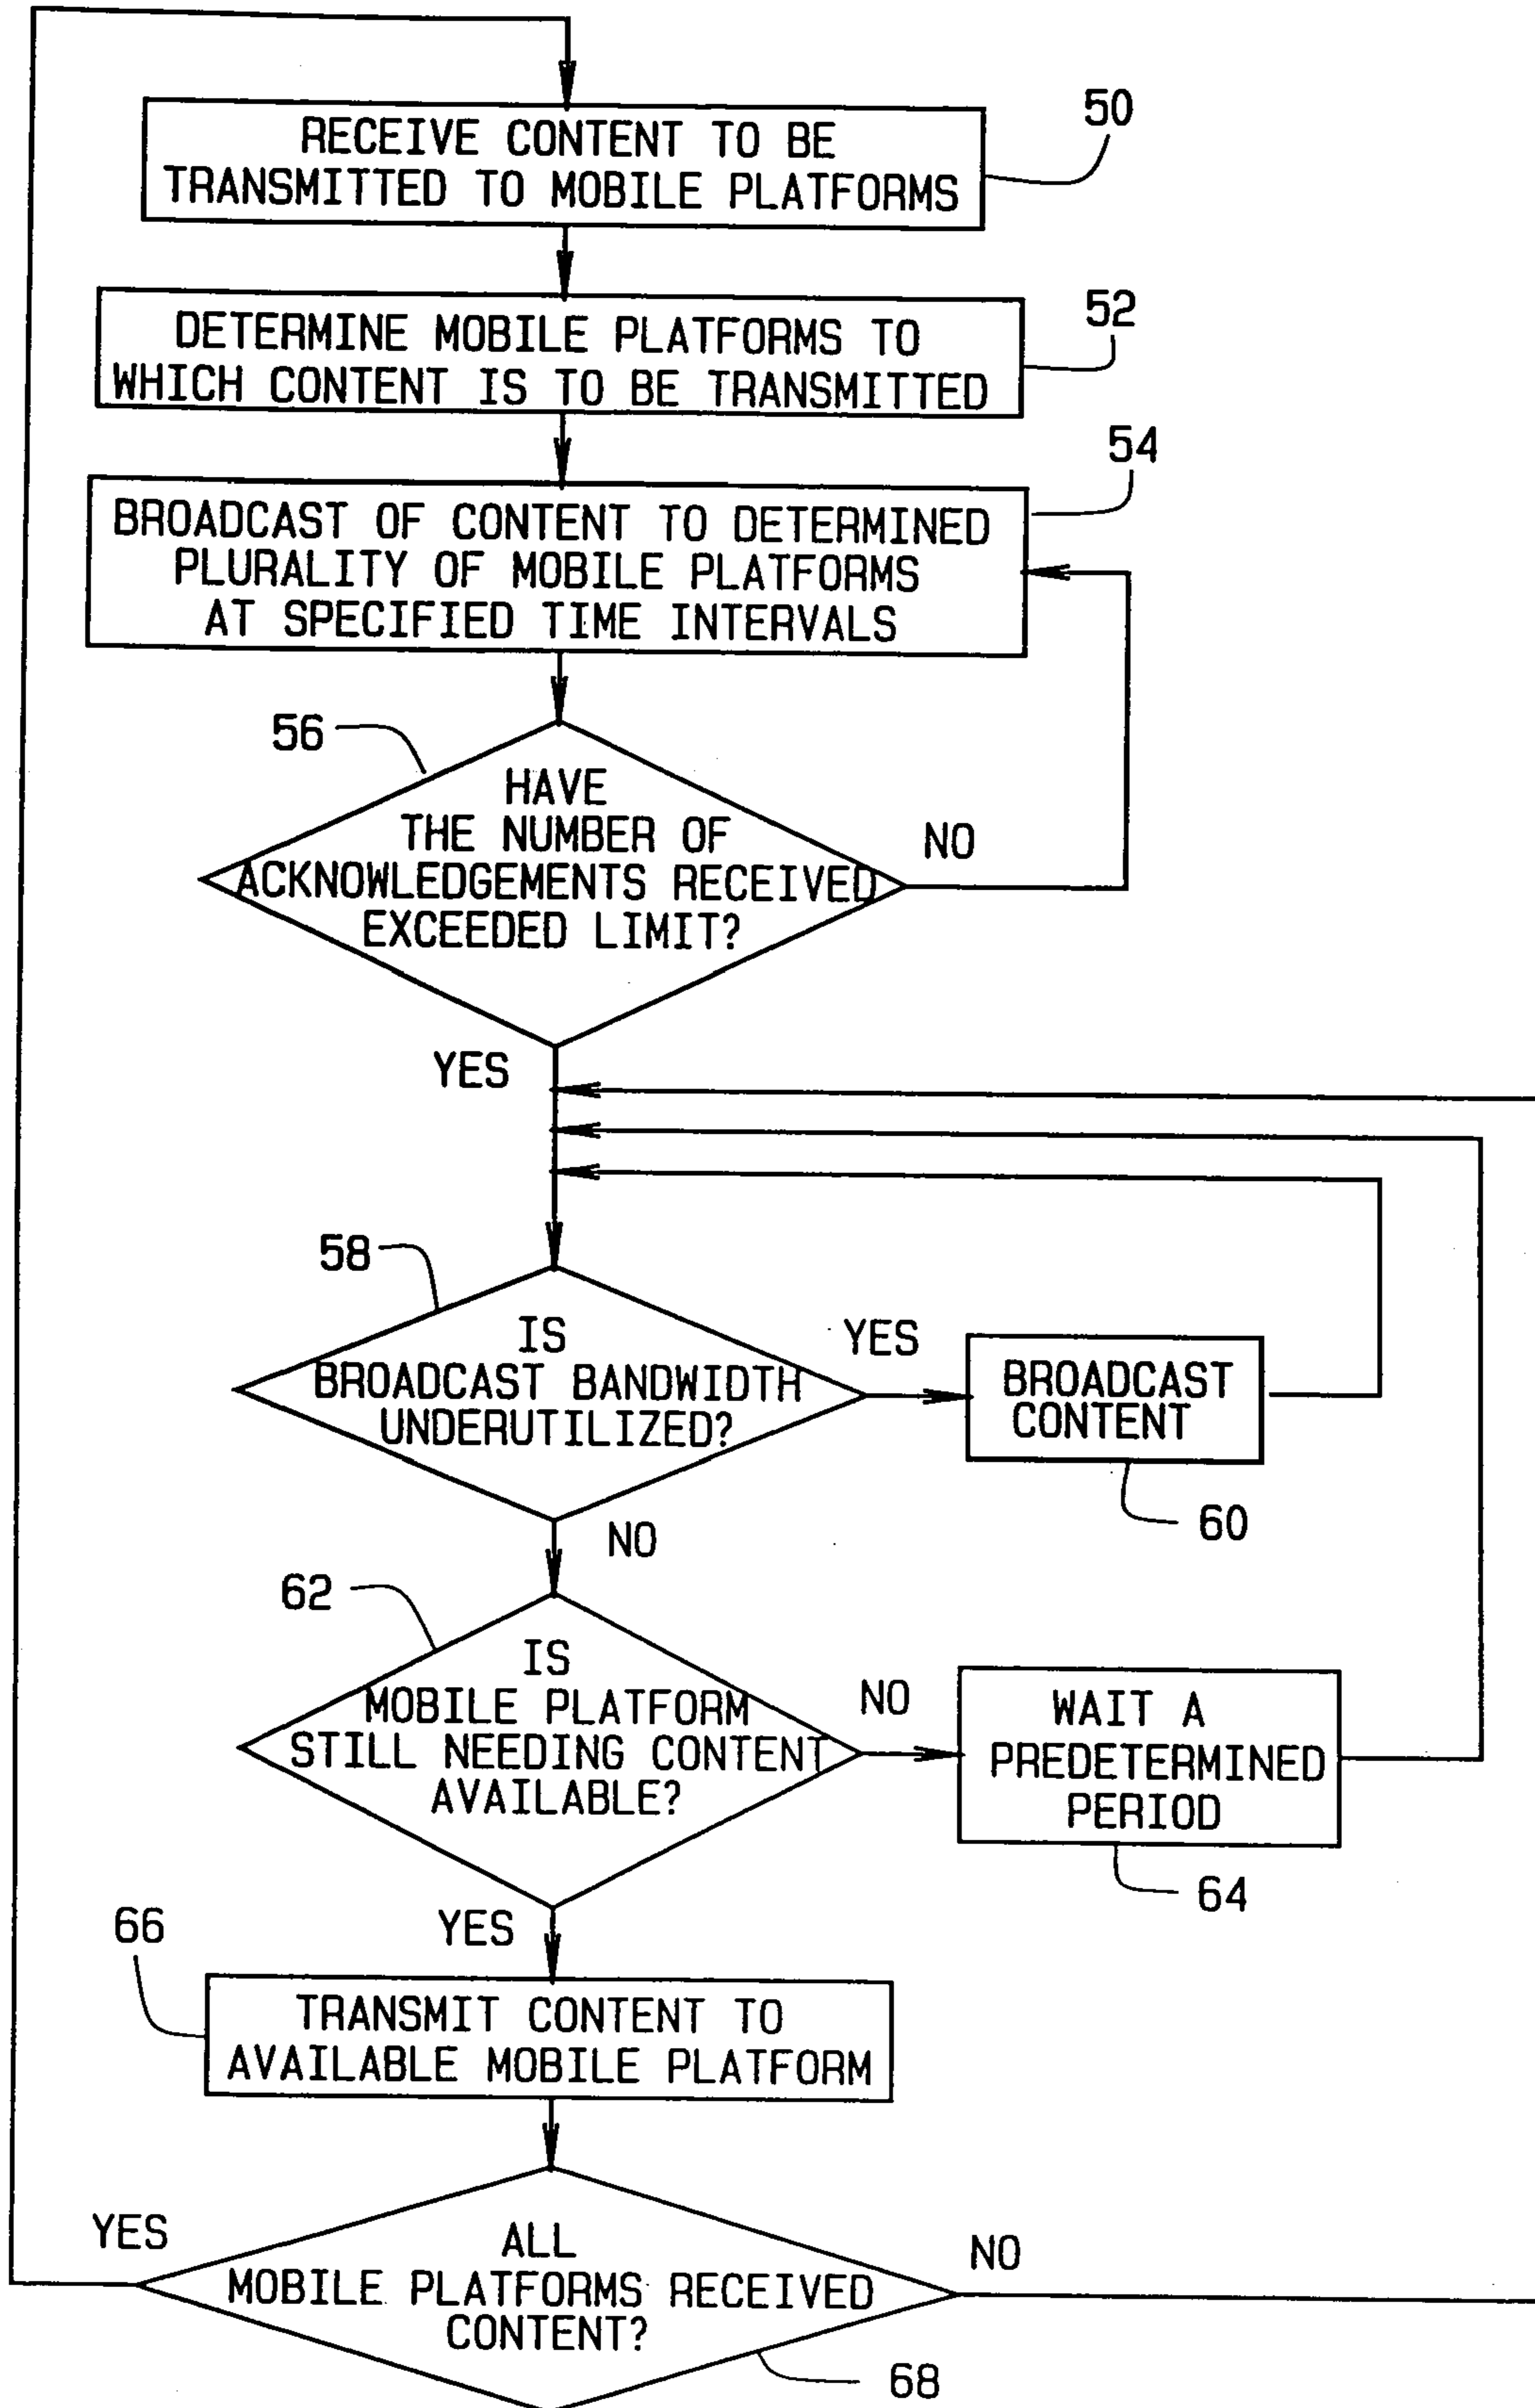 50
RECEIVE CONTENT TO BE
TRANSMITTED TO MOBILE PLATFORMS
52
DETERMINE MOBILE PLATFORMS TO
WHICH CONTENT IS TO BE TRANSMITTED
54
BROADCAST OF CONTENT TO DETERMINED
PLURALITY OF MOBILE PLATFORMS
AT SPECIFIED TIME INTERVALS
56
HAVE
THE NUMBER OF
ACKNOWLEDGEMENTS RECEIVED
EXCEEDED LIMIT?
NO
YES
58
IS
BROADCAST BANDWIDTH
UNDERUTILIZED?
YES
BROADCAST
CONTENT
60
NO
62
IS
MOBILE PLATFORM
STILL NEEDING CONTENT
AVAILABLE?
NO
WAIT A
PREDETERMINED
PERIOD
64
YES
66
TRANSMIT CONTENT TO
AVAILABLE MOBILE PLATFORM
YES
ALL
MOBILE PLATFORMS RECEIVED
CONTENT?
NO
68